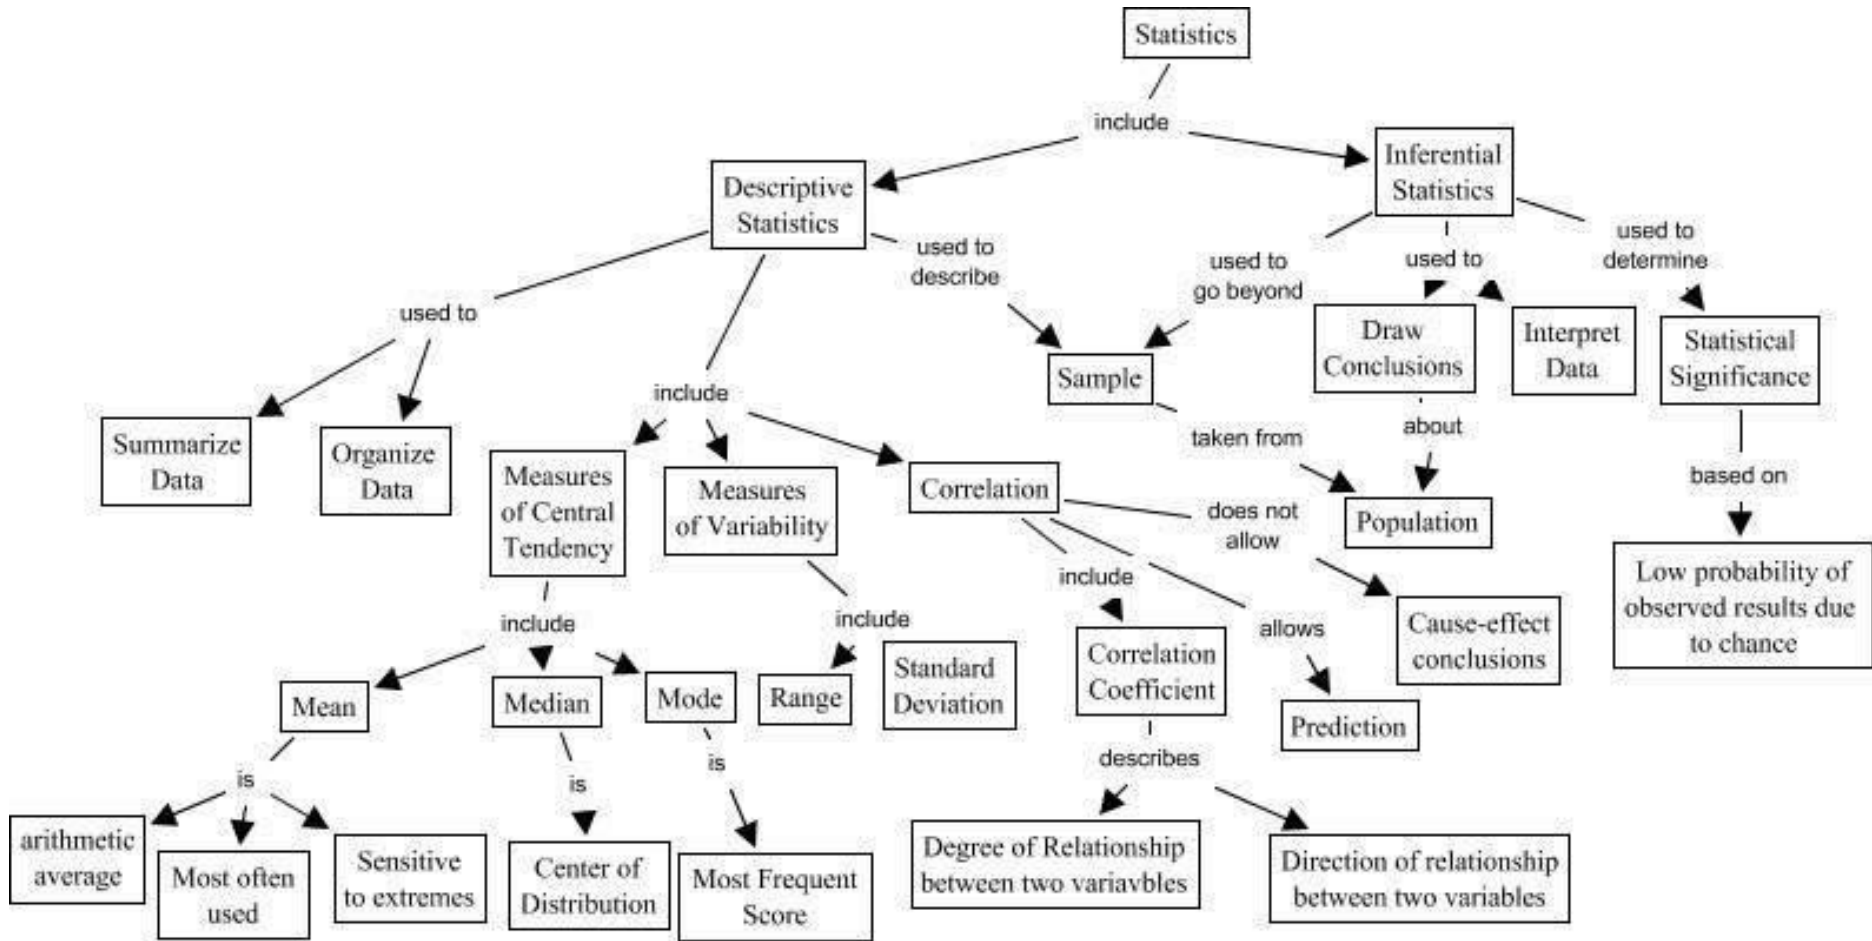 Statistics
include
Descriptive
Statistics
Inferential
Statistics
used to
used to
describe
used to
go beyond
used to
used to
determine
include
Summarize
Data
Organize
Data
Sample
Draw
Conclusions
Interpret
Data
Statistical
Significance
taken from
about
based on
Measures
of Central
Tendency
Measures
of Variability
Correlation
does not
allow
Population
Low probability of
observed results due
to chance
include
include
include
allows
Cause-effect
conclusions
Mean
Median
Mode
Range
Standard
Deviation
Correlation
Coefficient
Prediction
is
is
is
describes
arithmetic
average
Most often
used
Sensitive
to extremes
Center of
Distribution
Most Frequent
Score
Degree of Relationship
between two variavbles
Direction of relationship
between two variables